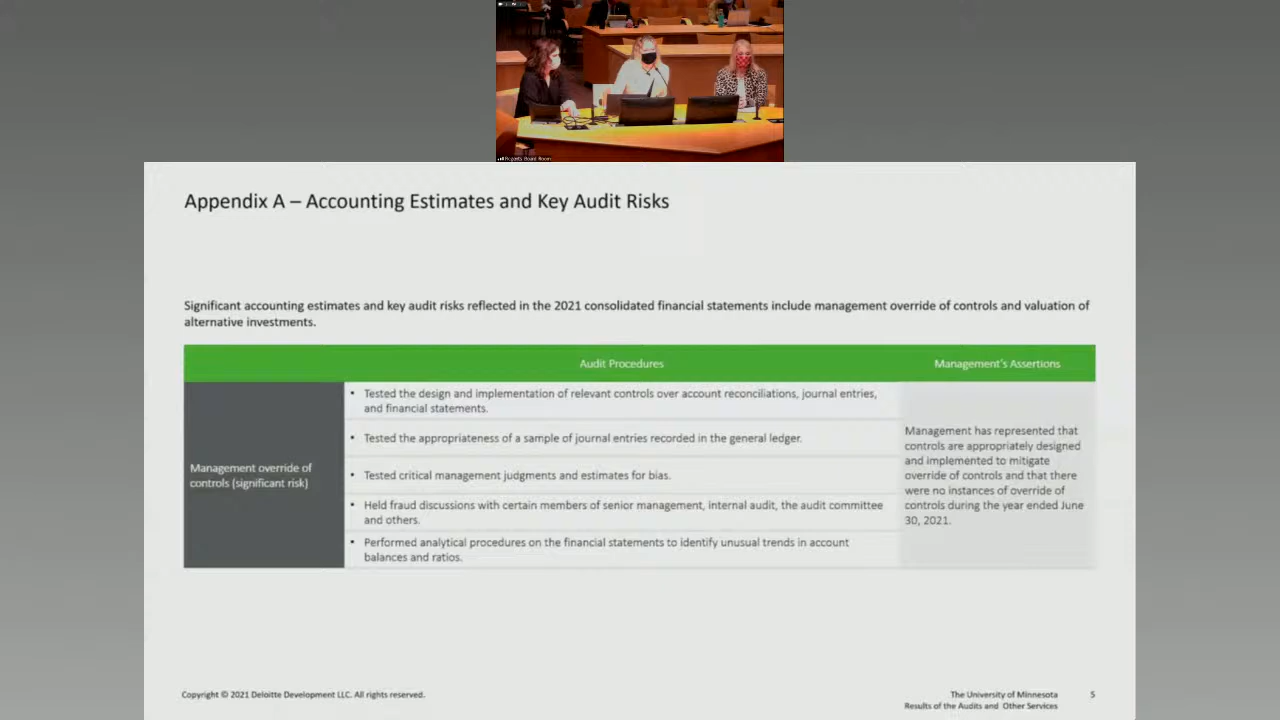 Regents Board Room
Appendix A – Accounting Estimates and Key Audit Risks
Significant accounting estimates and key audit risks reflected in the 2021 consolidated financial statements include management override of controls and valuation of
alternative investments.
Audit Procedures
Management's Assertions
Management override of
controls (significant risk)
• Tested the design and implementation of relevant controls over account reconciliations, journal entries,
and financial statements.
• Tested the appropriateness of a sample of journal entries recorded in the general ledger.
• Tested critical management judgments and estimates for bias.
• Held fraud discussions with certain members of senior management, internal audit, the audit committee
and others.
• Performed analytical procedures on the financial statements to identify unusual trends in account
balances and ratios.
Management has represented that
controls are appropriately designed
and implemented to mitigate
override of controls and that there
were no instances of override of
controls during the year ended June
30, 2021.
Copyright © 2021 Deloitte Development LLC. All rights reserved.
The University of Minnesota
Results of the Audits and Other Services
5